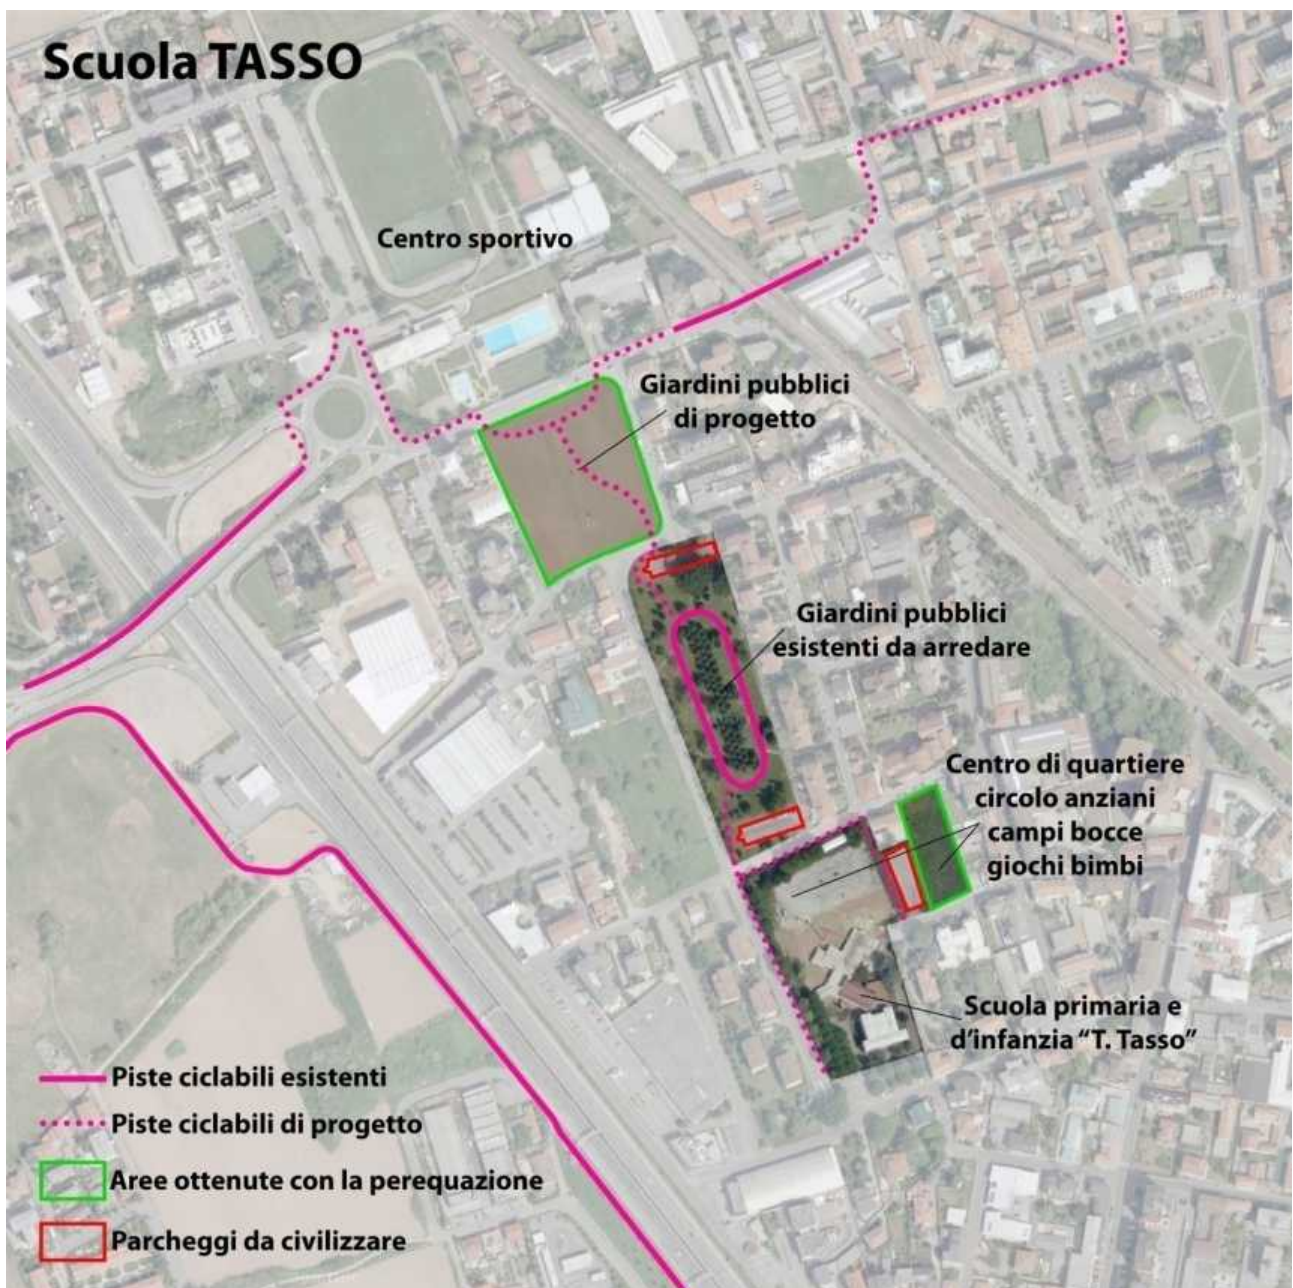 Scuola TASSO
Centro sportivo
Giardini pubblici
di progetto
Giardini pubblici
esistenti da arredare
Centro di quartiere
circolo anziani
campi bocce
giochi bimbi
Scuola primaria e
d'infanzia “T. Tasso”
Piste ciclabili esistenti
Piste ciclabili di progetto
Aree ottenute con la perequazione
Parcheggi da civilizzare